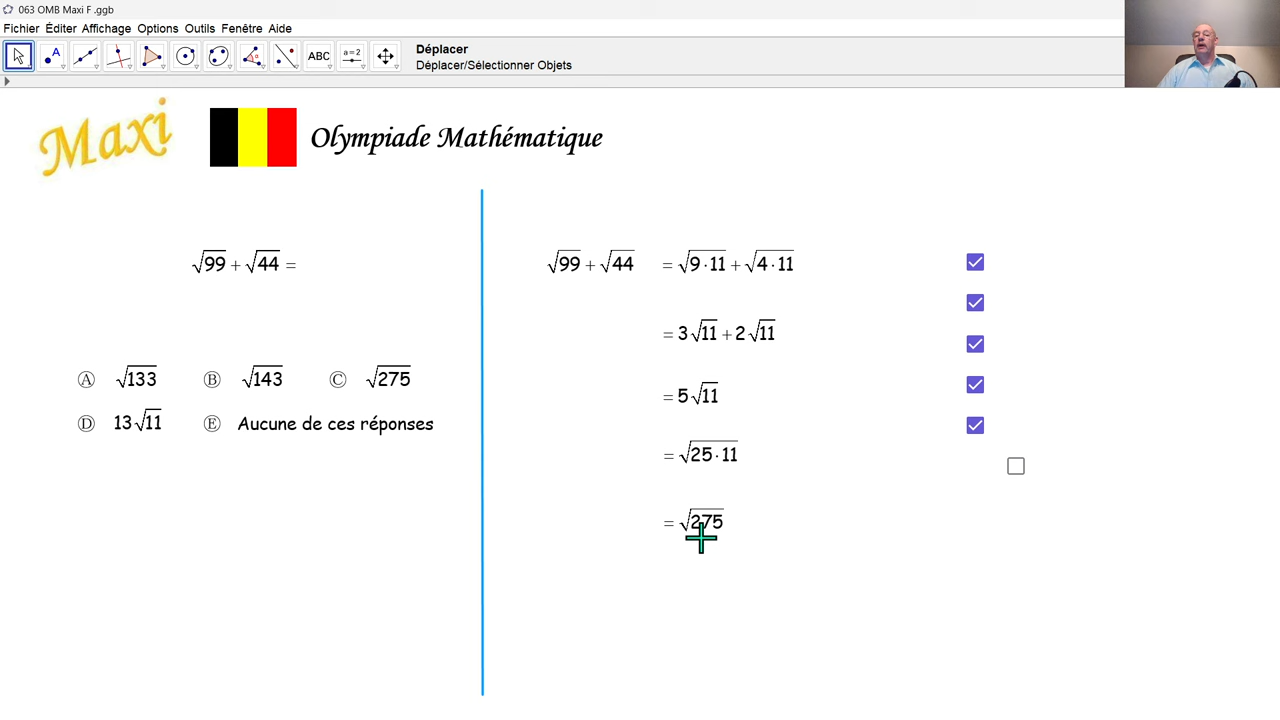 063 OMB Maxi F .ggb
Fichier Éditer Affichage Options Outils Fenêtre Aide
A ABC a=2 Déplacer
Déplacer/Sélectionner Objets
Maxi Olympiade Mathématique
√99 + √44 =
Ⓐ √133 Ⓑ √143 Ⓒ √275
Ⓓ 13√11 Ⓔ Aucune de ces réponses
√99 + √44 = √9·11 + √4·11
= 3√11 + 2√11
= 5√11
= √25·11
= √275